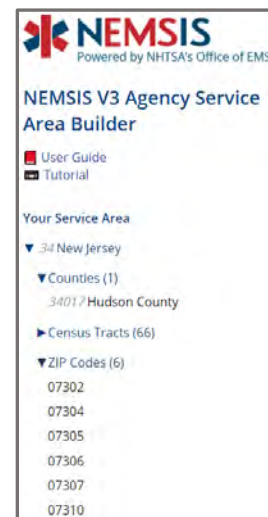 NEMSIS
Powered by NHTSA's Office of EMS
NEMSIS V3 Agency Service
Area Builder
User Guide
Tutorial
Your Service Area
▼ 34 New Jersey
▼ Counties (1)
34017 Hudson County
► Census Tracts (66)
▼ ZIP Codes (6)
07302
07304
07305
07306
07307
07310